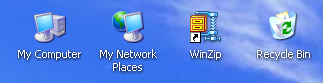 My Computer
My Network
Places
WinZip
Recycle Bin